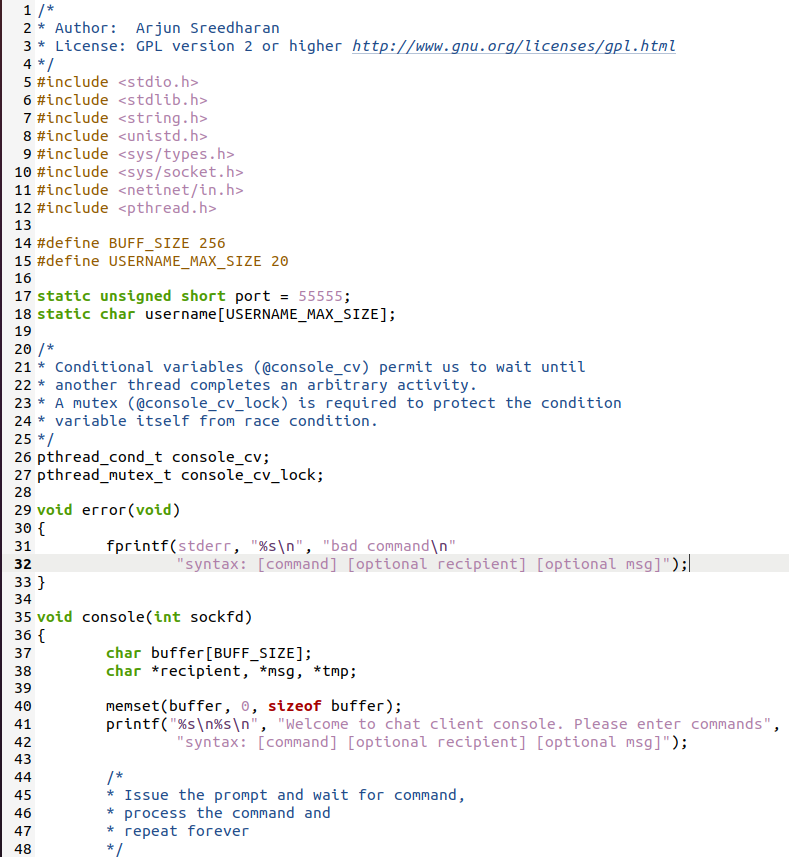 1 /*
2 * Author:  Arjun Sreedharan
3 * License: GPL version 2 or higher http://www.gnu.org/licenses/gpl.html
4 */
5 #include <stdio.h>
6 #include <stdlib.h>
7 #include <string.h>
8 #include <unistd.h>
9 #include <sys/types.h>
10 #include <sys/socket.h>
11 #include <netinet/in.h>
12 #include <pthread.h>
13
14 #define BUFF_SIZE 256
15 #define USERNAME_MAX_SIZE 20
16
17 static unsigned short port = 55555;
18 static char username[USERNAME_MAX_SIZE];
19
20 /*
21 * Conditional variables (@console_cv) permit us to wait until
22 * another thread completes an arbitrary activity.
23 * A mutex (@console_cv_lock) is required to protect the condition
24 * variable itself from race condition.
25 */
26 pthread_cond_t console_cv;
27 pthread_mutex_t console_cv_lock;
28
29 void error(void)
30 {
31         fprintf(stderr, "%s\n", "bad command\n"
32                 "syntax: [command] [optional recipient] [optional msg]");
33 }
34
35 void console(int sockfd)
36 {
37         char buffer[BUFF_SIZE];
38         char *recipient, *msg, *tmp;
39
40         memset(buffer, 0, sizeof buffer);
41         printf("%s\n%s\n", "Welcome to chat client console. Please enter commands",
42                 "syntax: [command] [optional recipient] [optional msg]");
43
44         /*
45         * Issue the prompt and wait for command,
46         * process the command and
47         * repeat forever
48         */